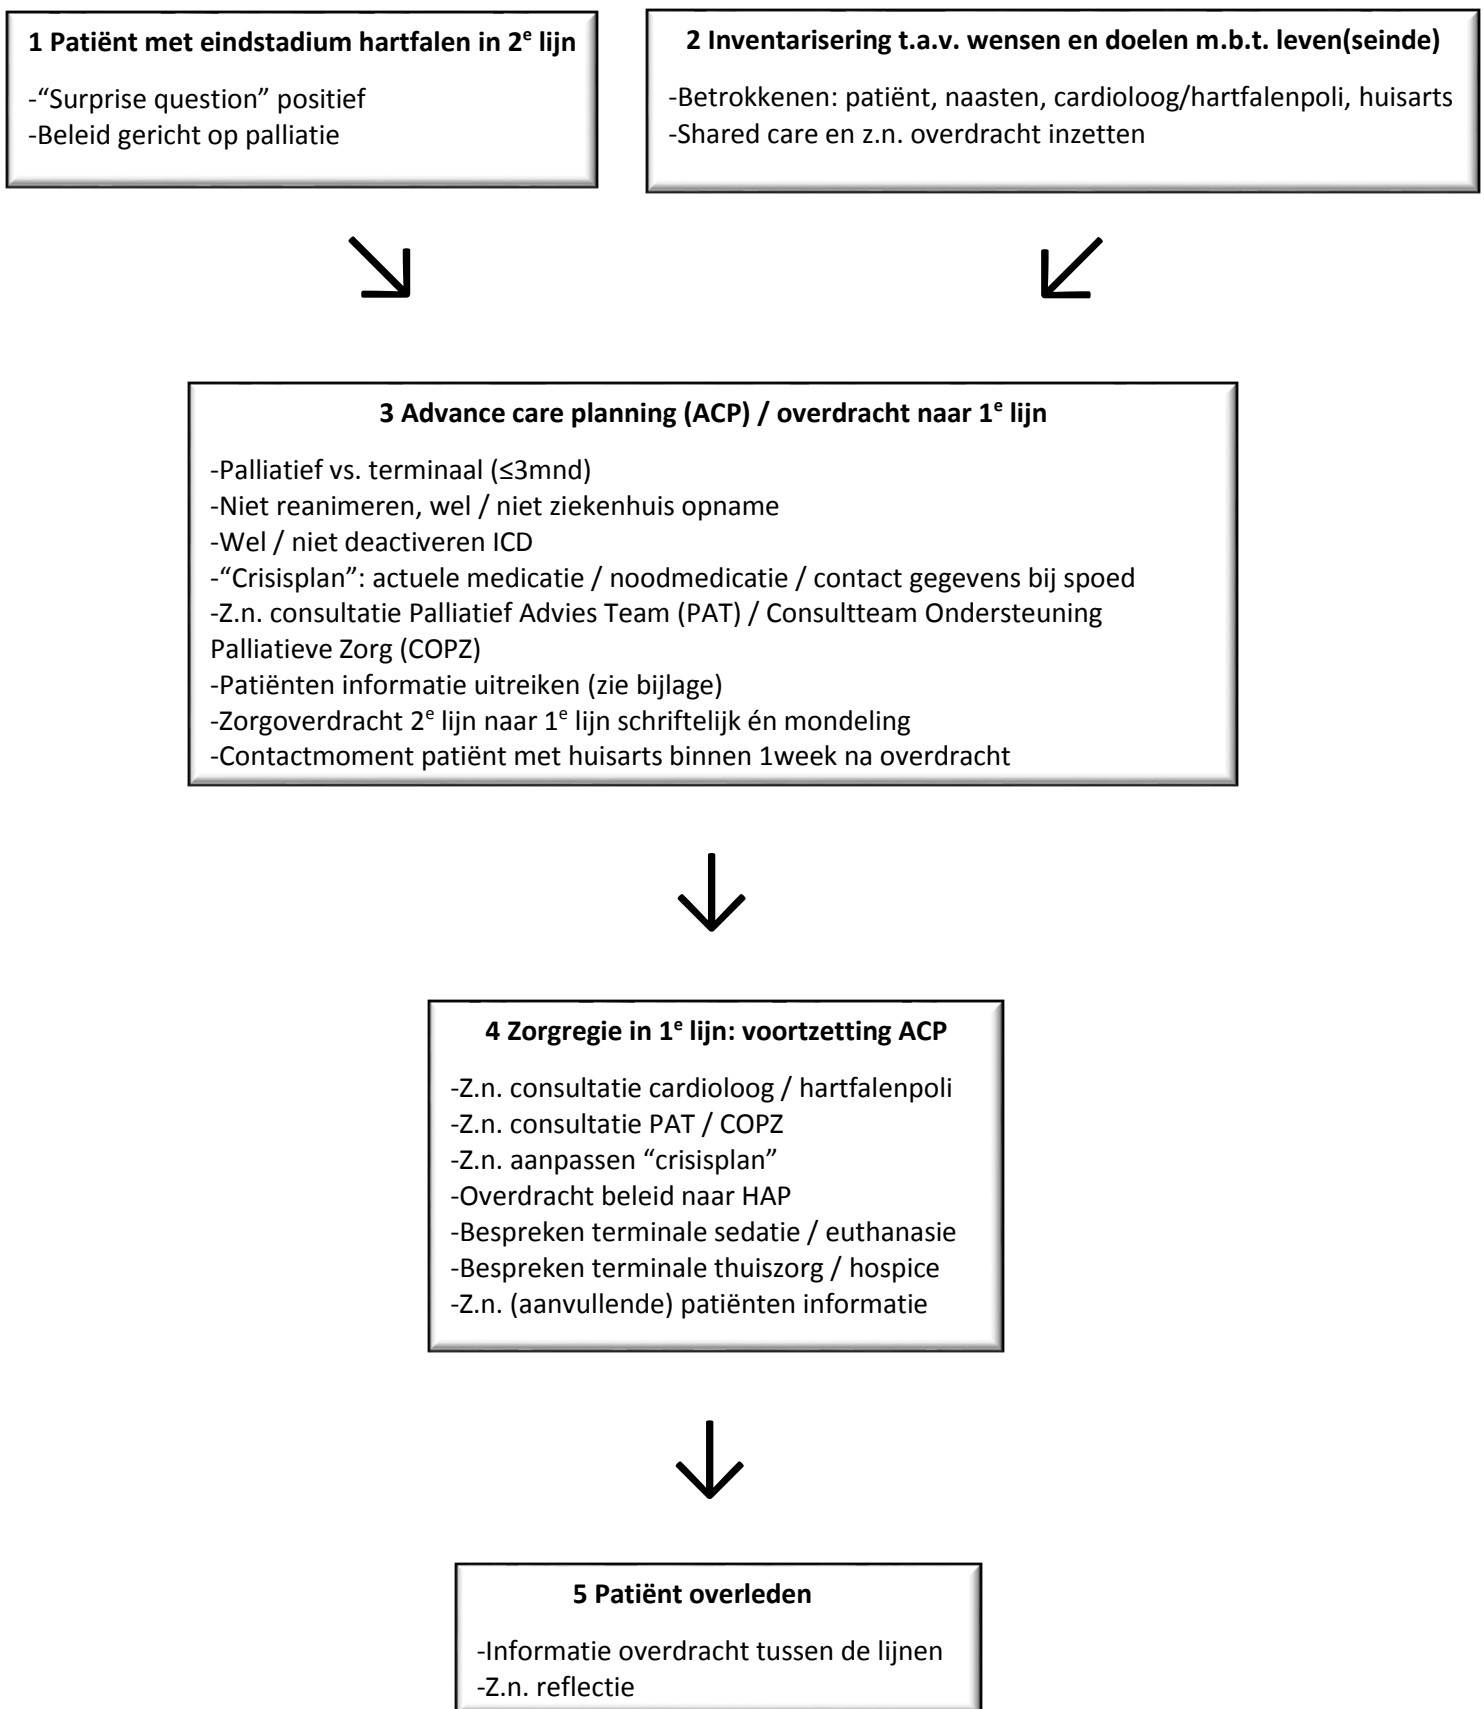 1 Patiënt met eindstadium hartfalen in 2e lijn
-“Surprise question” positief
-Beleid gericht op palliatie
2 Inventarisering t.a.v. wensen en doelen m.b.t. leven(seinde)
-Betrokkenen: patiënt, naasten, cardioloog/hartfalenpoli, huisarts
-Shared care en z.n. overdracht inzetten
3 Advance care planning (ACP) / overdracht naar 1e lijn
-Palliatief vs. terminaal (≤3mnd)
-Niet reanimeren, wel / niet ziekenhuis opname
-Wel / niet deactiveren ICD
-“Crisisplan”: actuele medicatie / noodmedicatie / contact gegevens bij spoed
-Z.n. consultatie Palliatief Advies Team (PAT) / Consultteam Ondersteuning
Palliatieve Zorg (COPZ)
-Patiënten informatie uitreiken (zie bijlage)
-Zorgoverdracht 2e lijn naar 1e lijn schriftelijk én mondeling
-Contactmoment patiënt met huisarts binnen 1week na overdracht
4 Zorgregie in 1e lijn: voortzetting ACP
-Z.n. consultatie cardioloog / hartfalenpoli
-Z.n. consultatie PAT / COPZ
-Z.n. aanpassen “crisisplan”
-Overdracht beleid naar HAP
-Bespreken terminale sedatie / euthanasie
-Bespreken terminale thuiszorg / hospice
-Z.n. (aanvullende) patiënten informatie
5 Patiënt overleden
-Informatie overdracht tussen de lijnen
-Z.n. reflectie